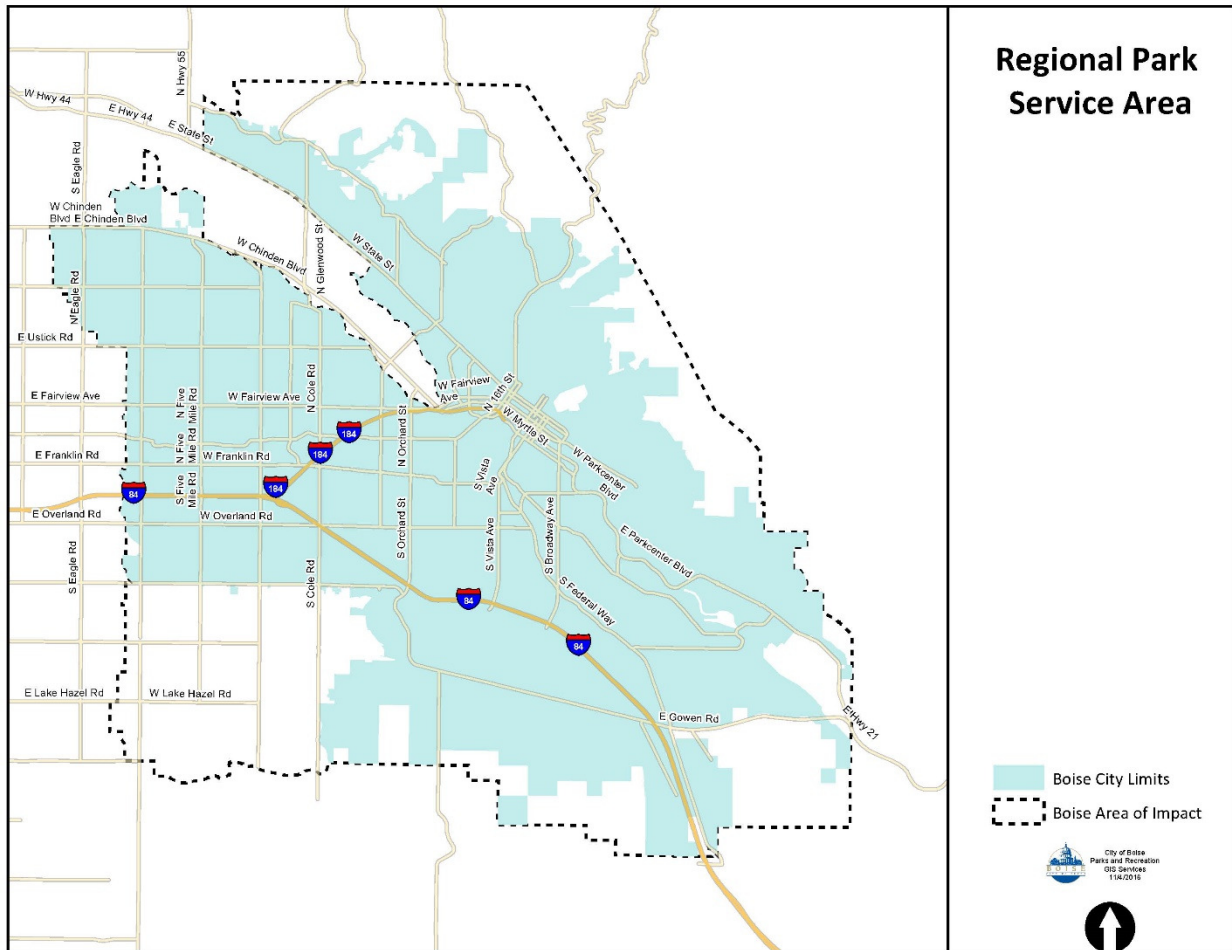 Regional Park
Service Area
N Hwy 55
W Hwy 44
E Hwy 44
E State St
S Eagle Rd
W Chinden
Blvd
E Chinden Blvd
W Chinden Blvd
N Glenwood St
W State St
N Eagle Rd
E Ustick Rd
E Fairview Ave
N Five
Mile Rd
W Fairview Ave
N Cole Rd
W Fairview
Ave
N 16th St
W Myrtle St
184
N Orchard St
E Franklin Rd
N Five
Mile Rd
W Franklin Rd
184
S Vista
Ave
W Parkcenter
Blvd
84
S Five
Mile Rd
184
E Overland Rd
W Overland Rd
S Orchard St
S Vista Ave
S Broadway Ave
E Parkcenter Blvd
S Eagle Rd
S Cole Rd
84
S Federal Way
84
E Lake Hazel Rd
W Lake Hazel Rd
E Gowen Rd
E Hwy 21
Boise City Limits
Boise Area of Impact
BOISE
City of Boise
Parks and Recreation
GIS Services
11/4/2016